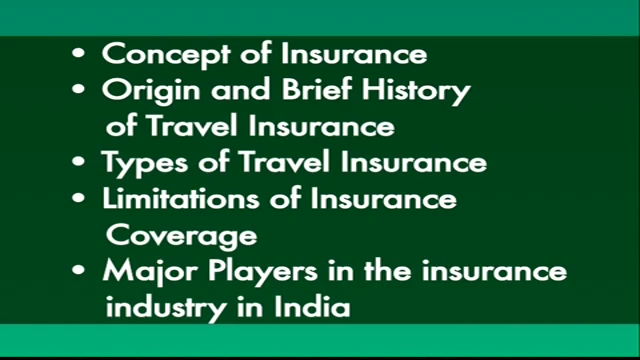 • Concept of Insurance
• Origin and Brief History
of Travel Insurance
• Types of Travel Insurance
• Limitations of Insurance
Coverage
• Major Players in the insurance
industry in India